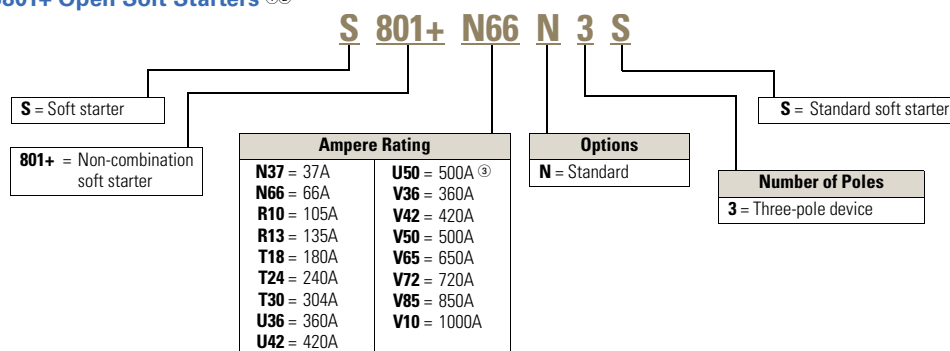 S801+ Open Soft Starters ①②
S 801+ N66 N 3 S
S = Soft starter
801+ = Non-combination
soft starter
Ampere Rating
N37 = 37A
N66 = 66A
R10 = 105A
R13 = 135A
T18 = 180A
T24 = 240A
T30 = 304A
U36 = 360A
U42 = 420A
U50 = 500A ③
V36 = 360A
V42 = 420A
V50 = 500A
V65 = 650A
V72 = 720A
V85 = 850A
V10 = 1000A
Options
N = Standard
Number of Poles
3 = Three-pole device
S = Standard soft starter